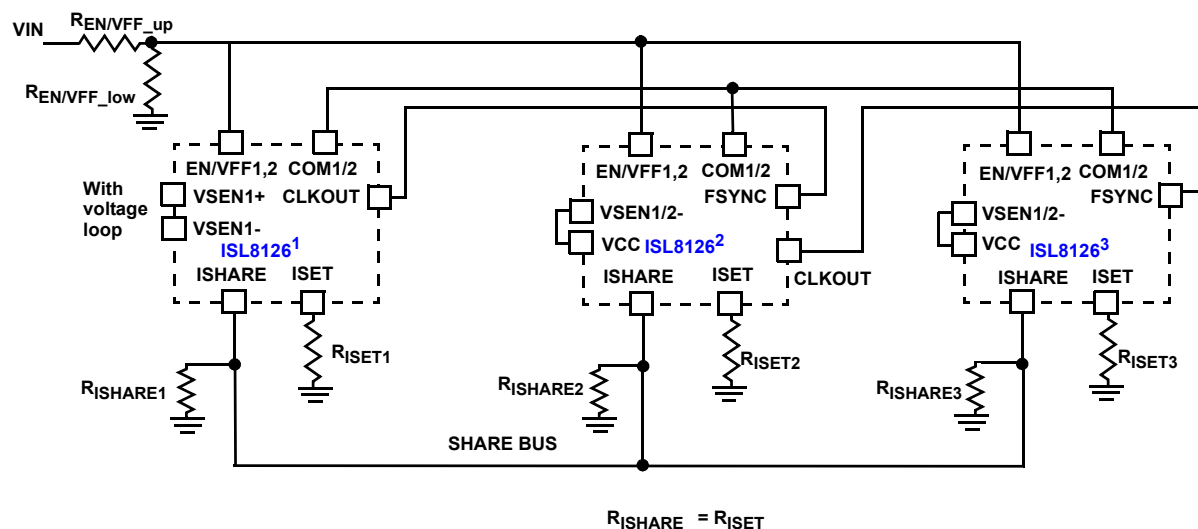 VIN
REN/VFF_up
REN/VFF_low
EN/VFF1,2
COM1/2
With
voltage
loop
VSEN1+
CLKOUT
VSEN1-
ISL8126¹
ISHARE
ISET
RISHARE1
RISET1
EN/VFF1,2
COM1/2
FSYNC
VSEN1/2-
VCC
ISL8126²
CLKOUT
ISHARE
ISET
RISHARE2
RISET2
EN/VFF1,2
COM1/2
FSYNC
VSEN1/2-
VCC
ISL8126³
ISHARE
ISET
RISHARE3
RISET3
SHARE BUS
RISHARE = RISET